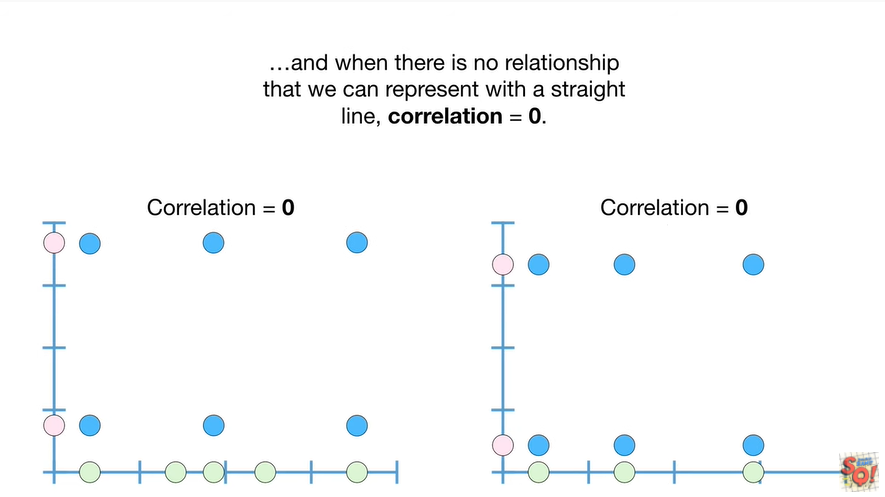 ...and when there is no relationship
that we can represent with a straight
line, correlation = 0.
Correlation = 0
Correlation = 0
SO!